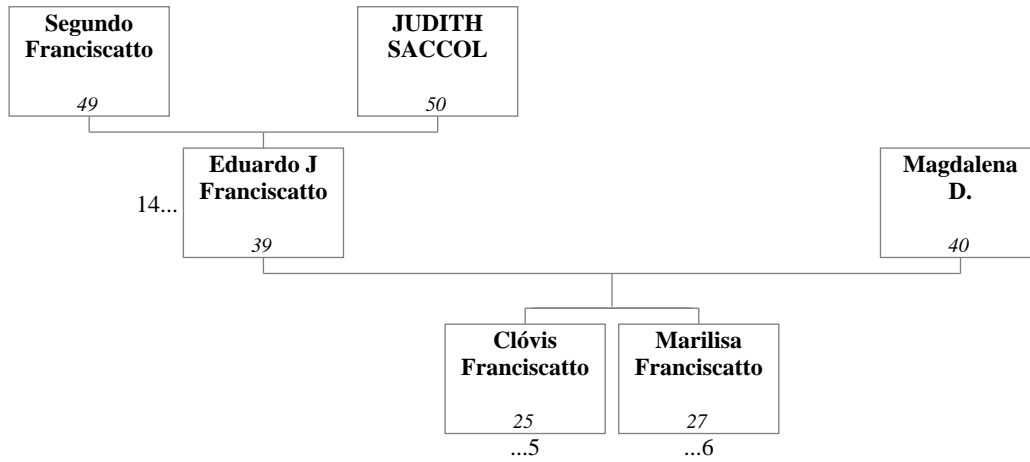 Segundo
Franciscatto
49
JUDITH
SACCOL
50
14...
Eduardo J
Franciscatto
39
Magdalena
D.
40
Clóvis
Franciscatto
25
...5
Marilisa
Franciscatto
27
...6